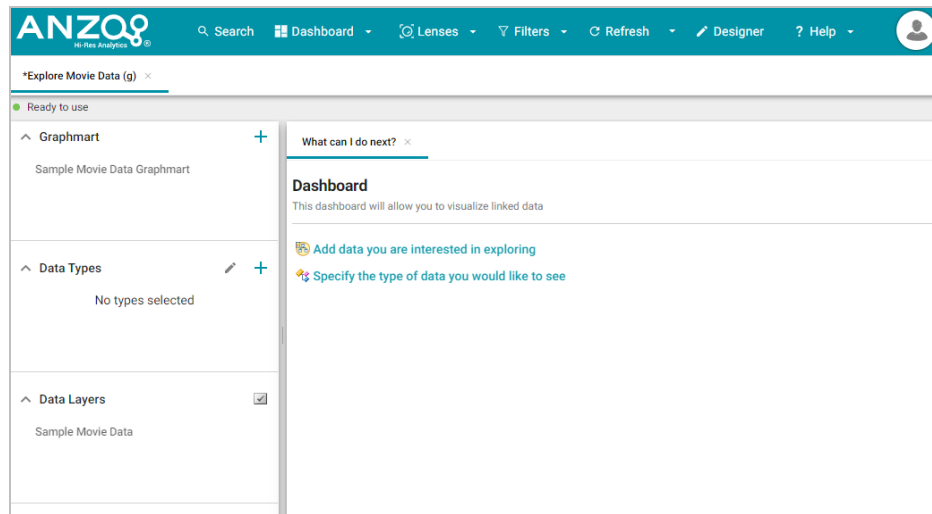 ANZO
Hi-Res Analytics ®
Search Dashboard Lenses Filters Refresh Designer ? Help
*Explore Movie Data (g) ×
Ready to use
Graphmart +
Sample Movie Data Graphmart
Data Types +
No types selected
Data Layers
Sample Movie Data
What can I do next? ×
Dashboard
This dashboard will allow you to visualize linked data
Add data you are interested in exploring
Specify the type of data you would like to see